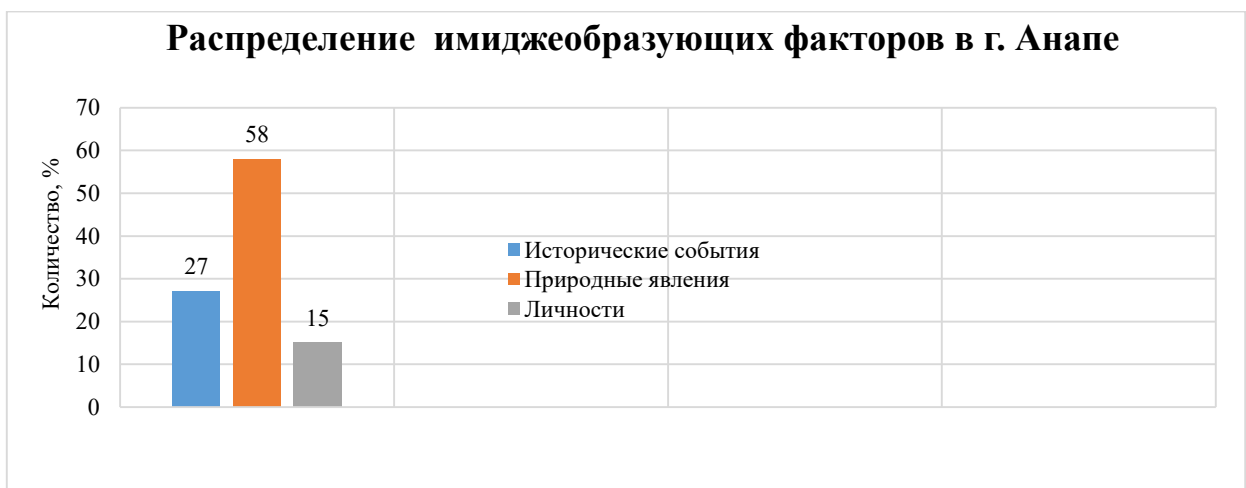 Распределение имиджеобразующих факторов в г. Анапе
Количество, %
70
60
50
40
30
20
10
0
27
58
15
Исторические события
Природные явления
Личности